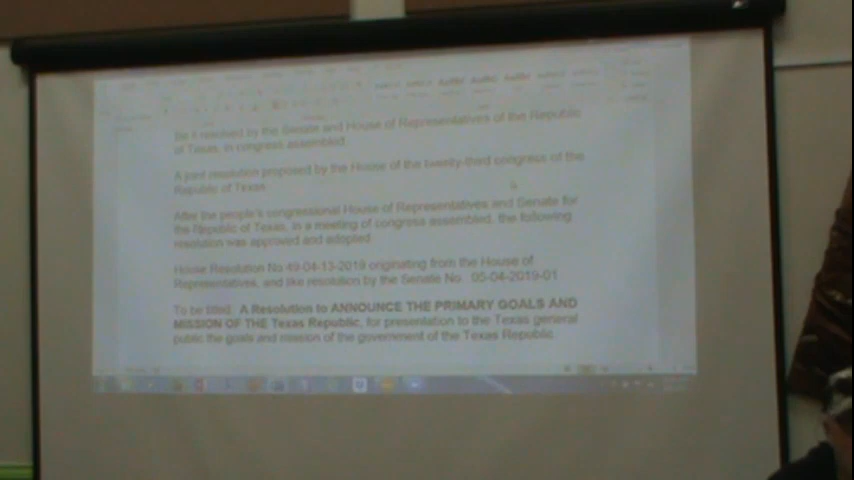 Be it resolved by the Senate and House of Representatives of the Republic
of Texas, in congress assembled
A joint resolution proposed by the House of the twenty-third congress of the
Republic of Texas
After the people's congressional House of Representatives and Senate for
the Republic of Texas, in a meeting of congress assembled, the following
resolution was approved and adopted
House Resolution No 49-04-13-2019 originating from the House of
Representatives, and like resolution by the Senate No. 05-04-2019-01
To be titled: A Resolution to ANNOUNCE THE PRIMARY GOALS AND
MISSION OF THE Texas Republic, for presentation to the Texas general
public the goals and mission of the government of the Texas Republic